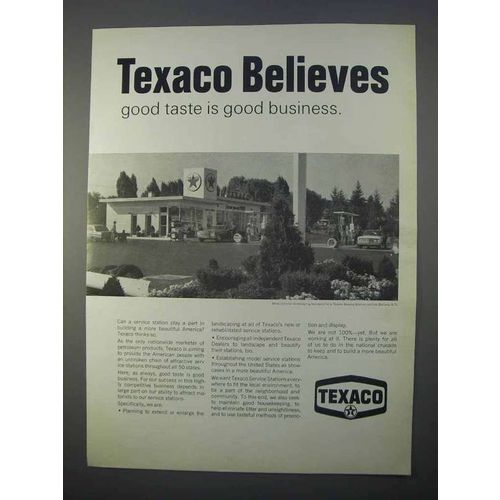 Texaco Believes
good taste is good business.
Can a service station play a part in
building a more beautiful America?
Texaco thinks so.
As the only nationwide marketer of
petroleum products, Texaco is aiming
to provide the American people with
an unbroken chain of attractive serv-
ice stations throughout all 50 states.
Here, as always, good taste is good
business. For our success in this high-
ly competitive business depends in
large part on our ability to attract mo-
torists to our service stations.
Specifically, we are:
• Planning to extend or enlarge the
landscaping at all of Texaco's new or
rehabilitated service stations.
• Encouraging all independent Texaco
Dealers to landscape and beautify
their stations, too.
• Establishing model service stations
throughout the United States as show-
cases in a more beautiful America.
We want Texaco Service Stations every-
where to fit the local environment, to
be a part of the neighborhood and
community. To this end, we also seek
to maintain good housekeeping, to
help eliminate litter and unsightliness,
and to use tasteful methods of promo-
tion and display.
We are not 100%—yet. But we are
working at it. There is plenty for all
of us to do in the national crusade
to keep and to build a more beautiful
America.
TEXACO